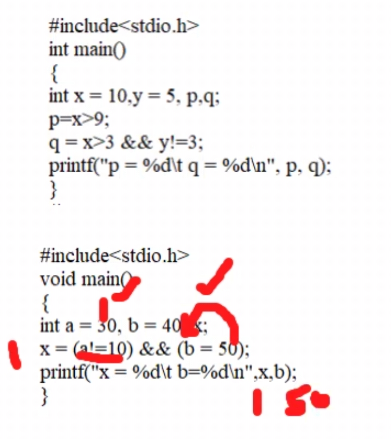 #include<stdio.h>
int main()
{
int x = 10,y = 5, p,q;
p=x>9;
q = x>3 && y!=3;
printf("p = %d\t q = %d\n", p, q);
}
#include<stdio.h>
void main()
{
int a = 30, b = 40, x;
1 x = (a!=10) && (b = 50);
printf("x = %d\t b=%d\n",x,b);
} 1 50